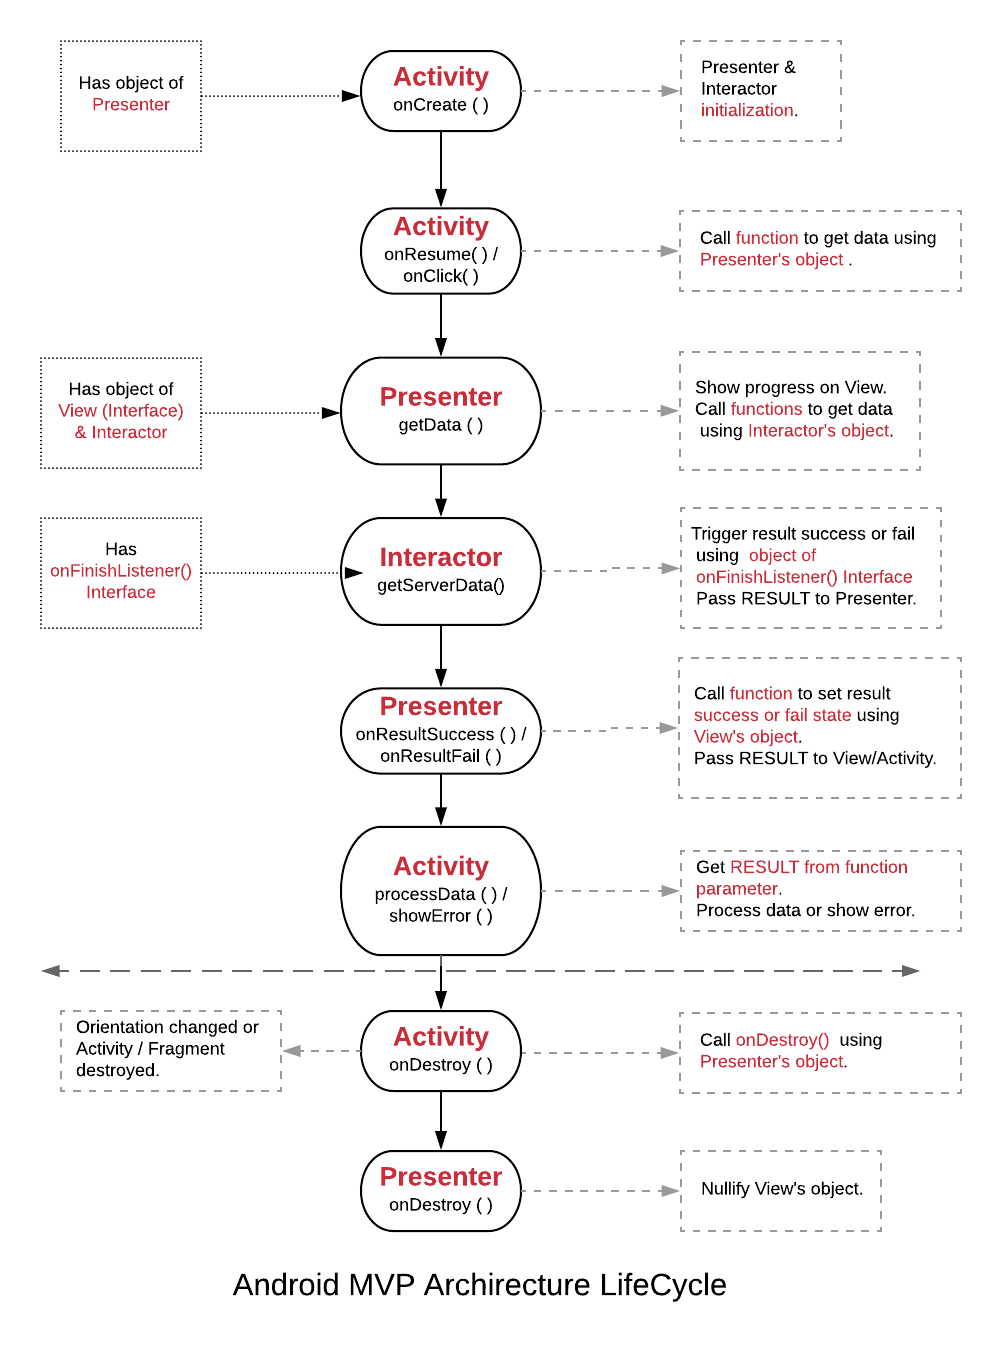 Has object of
Presenter
Activity
onCreate ( )
Presenter &
Interactor
initialization.
Activity
onResume( ) /
onClick( )
Call function to get data using
Presenter's object .
Has object of
View (Interface)
& Interactor
Presenter
getData ( )
Show progress on View.
Call functions to get data
using Interactor's object.
Has
onFinishListener()
Interface
Interactor
getServerData()
Trigger result success or fail
using object of
onFinishListener() Interface
Pass RESULT to Presenter.
Presenter
onResultSuccess ( ) /
onResultFail ( )
Call function to set result
success or fail state using
View's object.
Pass RESULT to View/Activity.
Activity
processData ( ) /
showError ( )
Get RESULT from function
parameter.
Process data or show error.
Orientation changed or
Activity / Fragment
destroyed.
Activity
onDestroy ( )
Call onDestroy() using
Presenter's object.
Presenter
onDestroy ( )
Nullify View's object.
Android MVP Archirecture LifeCycle